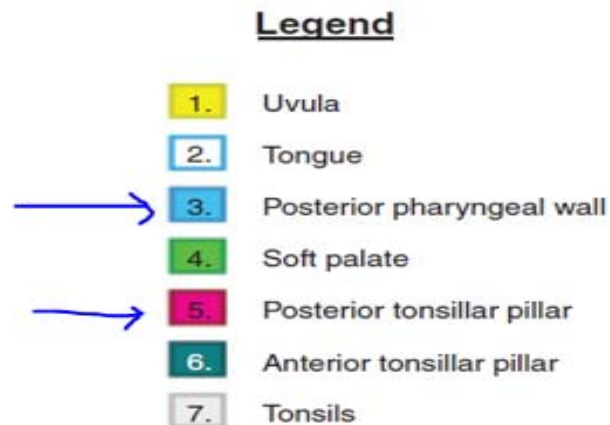 Legend
1. Uvula
2. Tongue
3. Posterior pharyngeal wall
4. Soft palate
5. Posterior tonsillar pillar
6. Anterior tonsillar pillar
7. Tonsils